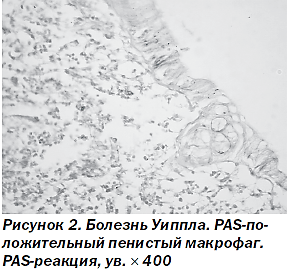 Рисунок 2. Болезнь Уиппла. PAS-по-
ложительный пенистый макрофаг.
PAS-реакция, ув. × 400